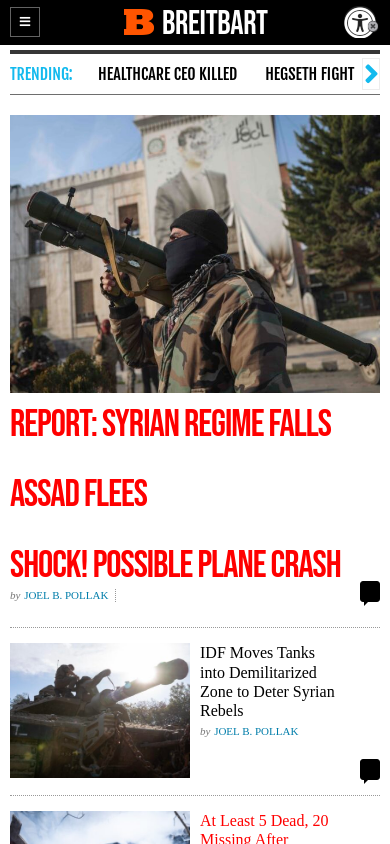 BREITBART
TRENDING:
HEALTHCARE CEO KILLED
HEGSETH FIGHT
REPORT: SYRIAN REGIME FALLS
ASSAD FLEES
SHOCK! POSSIBLE PLANE CRASH
by JOEL B. POLLAK
IDF Moves Tanks
into Demilitarized
Zone to Deter Syrian
Rebels
by JOEL B. POLLAK
At Least 5 Dead, 20
Missing After